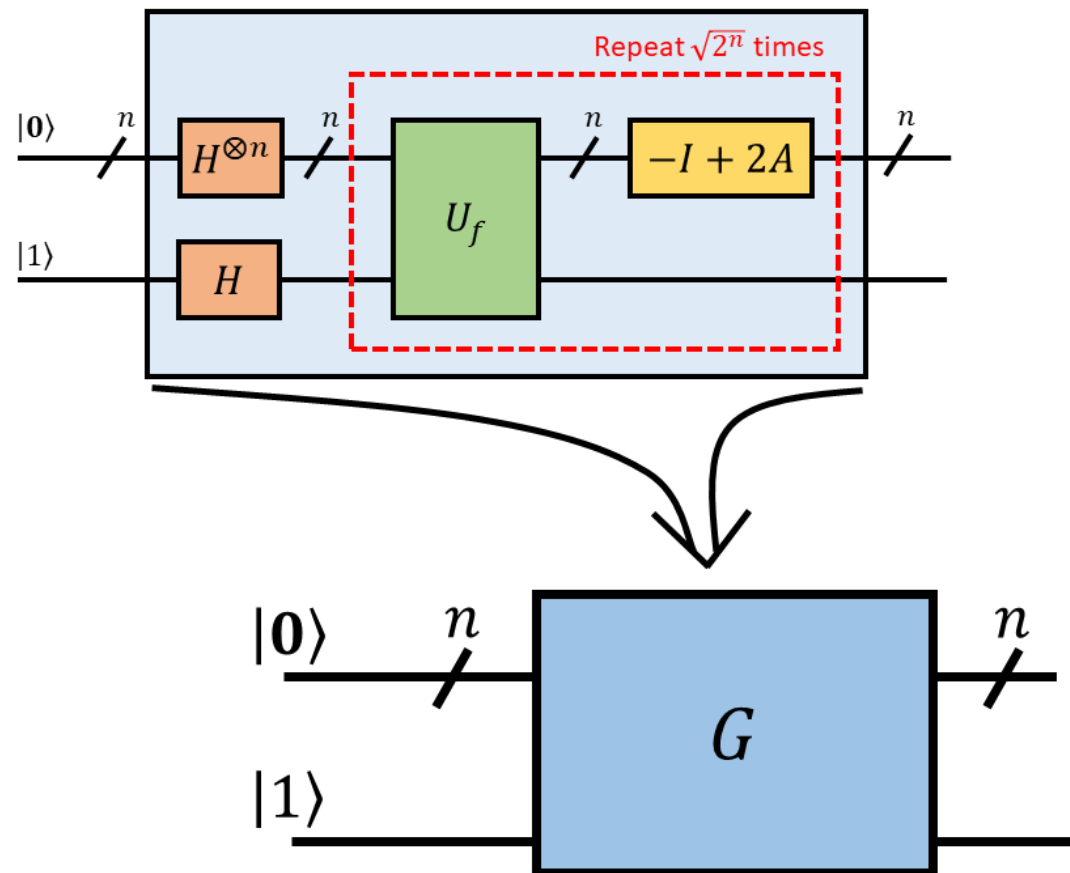 Repeat √2ⁿ times
|𝟎⟩ n H^{⊗n} n n −I + 2A n
U_f
|1⟩ H
|𝟎⟩ n n
G
|1⟩